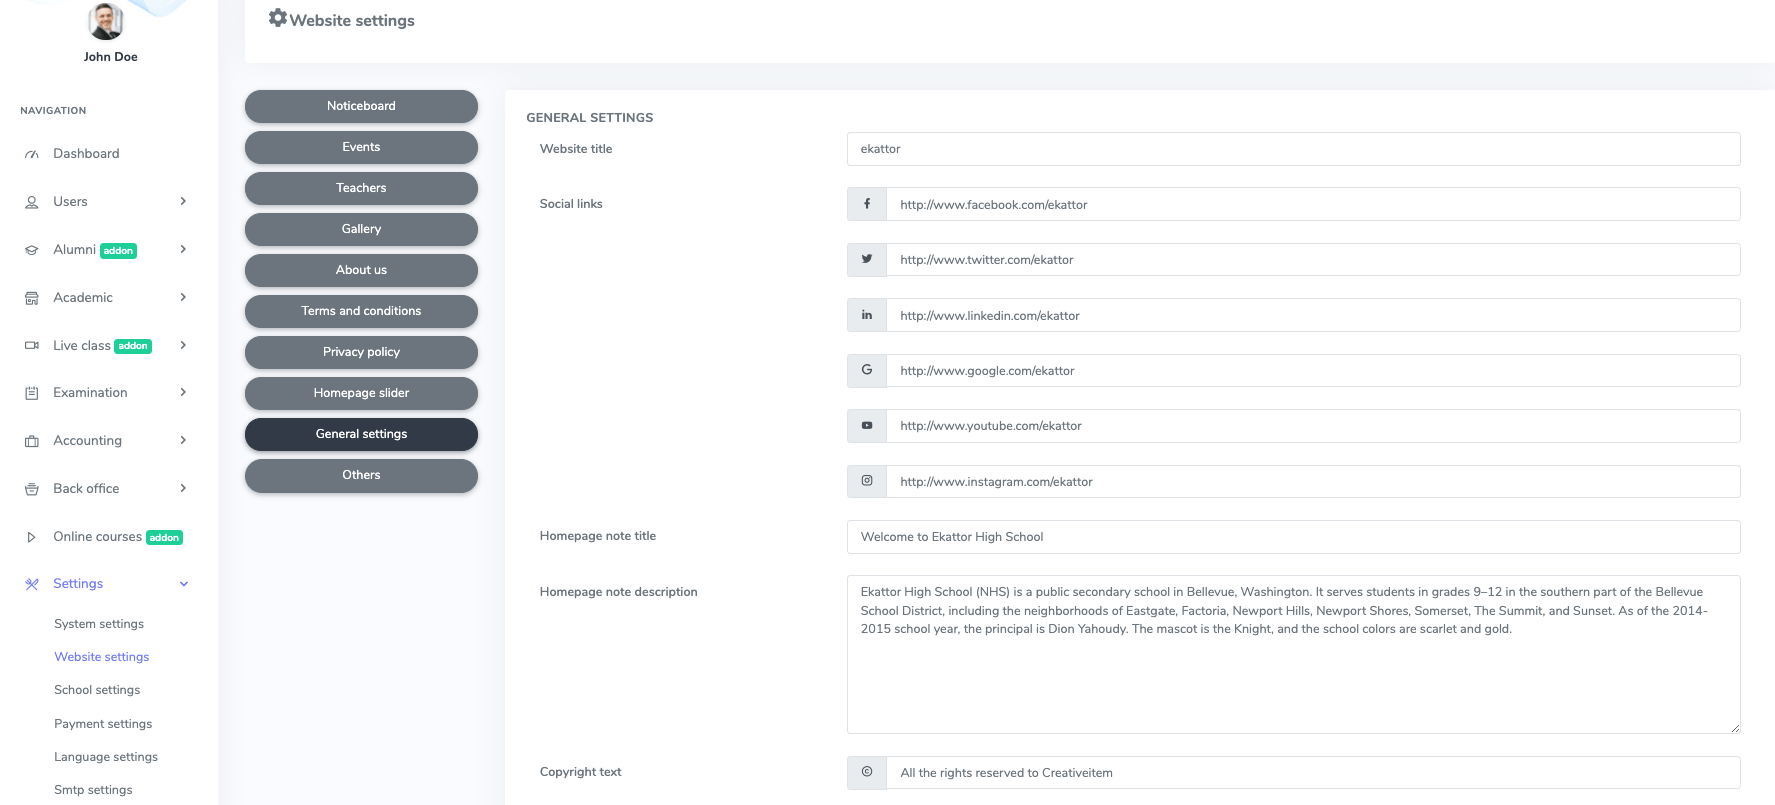 Website settings
John Doe
NAVIGATION
Dashboard
Users
Alumni addon
Academic
Live class addon
Examination
Accounting
Back office
Online courses addon
Settings
System settings
Website settings
School settings
Payment settings
Language settings
Smtp settings
Noticeboard
Events
Teachers
Gallery
About us
Terms and conditions
Privacy policy
Homepage slider
General settings
Others
GENERAL SETTINGS
Website title
ekattor
Social links
http://www.facebook.com/ekattor
http://www.twitter.com/ekattor
http://www.linkedin.com/ekattor
http://www.google.com/ekattor
http://www.youtube.com/ekattor
http://www.instagram.com/ekattor
Homepage note title
Welcome to Ekattor High School
Homepage note description
Ekattor High School (NHS) is a public secondary school in Bellevue, Washington. It serves students in grades 9–12 in the southern part of the Bellevue
School District, including the neighborhoods of Eastgate, Factoria, Newport Hills, Newport Shores, Somerset, The Summit, and Sunset. As of the 2014-
2015 school year, the principal is Dion Yahoudy. The mascot is the Knight, and the school colors are scarlet and gold.
Copyright text
All the rights reserved to Creativeitem